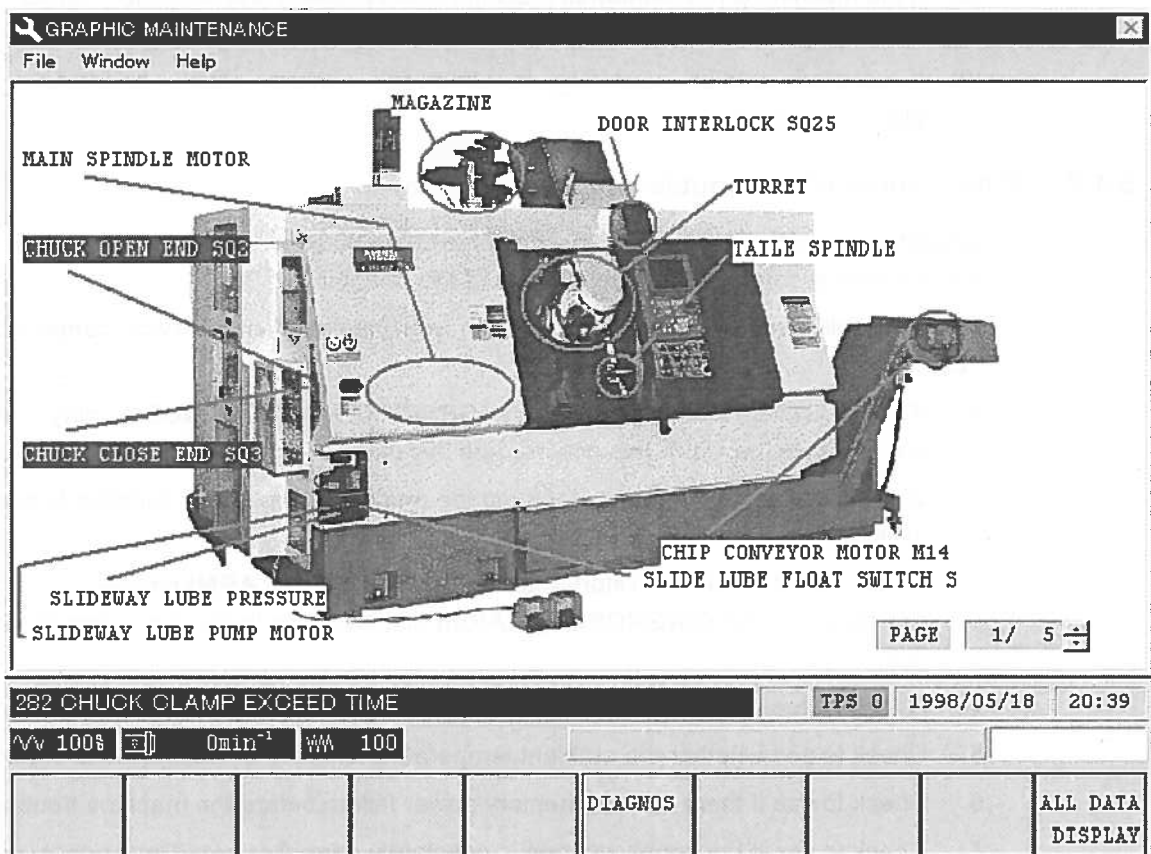 GRAPHIC MAINTENANCE
File Window Help
MAGAZINE
DOOR INTERLOCK SQ25
MAIN SPINDLE MOTOR
TURRET
CHUCK OPEN END SQ2
TAILE SPINDLE
CHUCK CLOSE END SQ3
CHIP CONVEYOR MOTOR M14
SLIDE LUBE FLOAT SWITCH S
SLIDEWAY LUBE PRESSURE
SLIDEWAY LUBE PUMP MOTOR
PAGE 1/ 5
282 CHUCK CLAMP EXCEED TIME TPS 0 1998/05/18 20:39
100% 0min⁻¹ 100
DIAGNOS
ALL DATA
DISPLAY